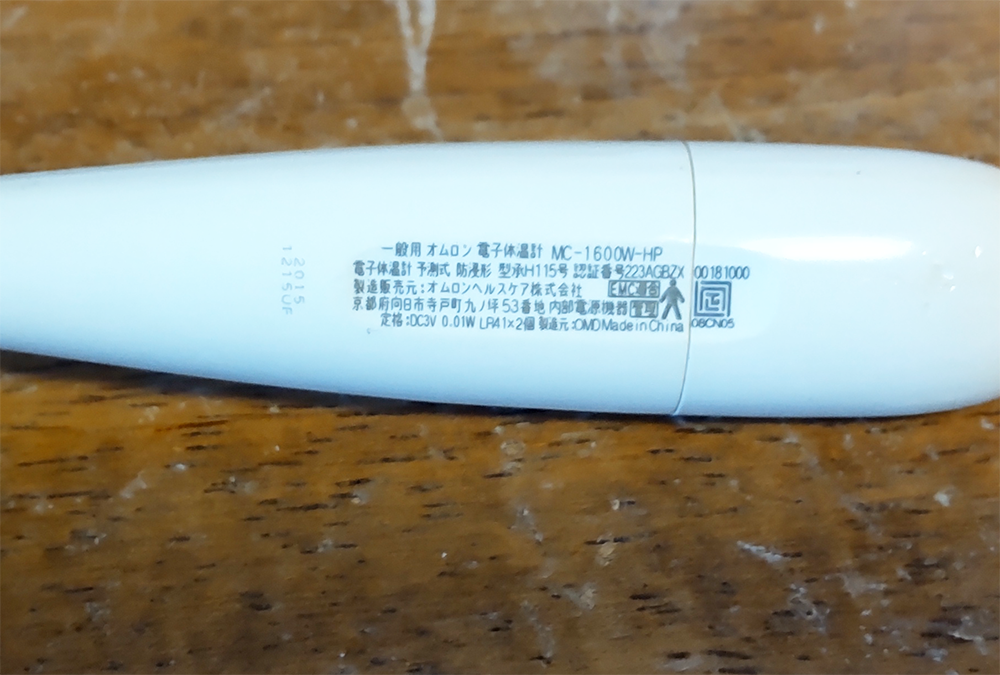 一般用 オムロン 電子体温計 MC-1600W-HP
電子体温計 予測式 防浸形 型承H115号 認証番号223AGBZX 00181000
製造販売元：オムロンヘルスケア株式会社 EMC適合
京都府向日市寺戸町九ノ坪53番地 内部電源機器 管理
定格：DC3V 0.01W LR41×2個 製造元：OMD Made in China 08CN05
2015
1215UF